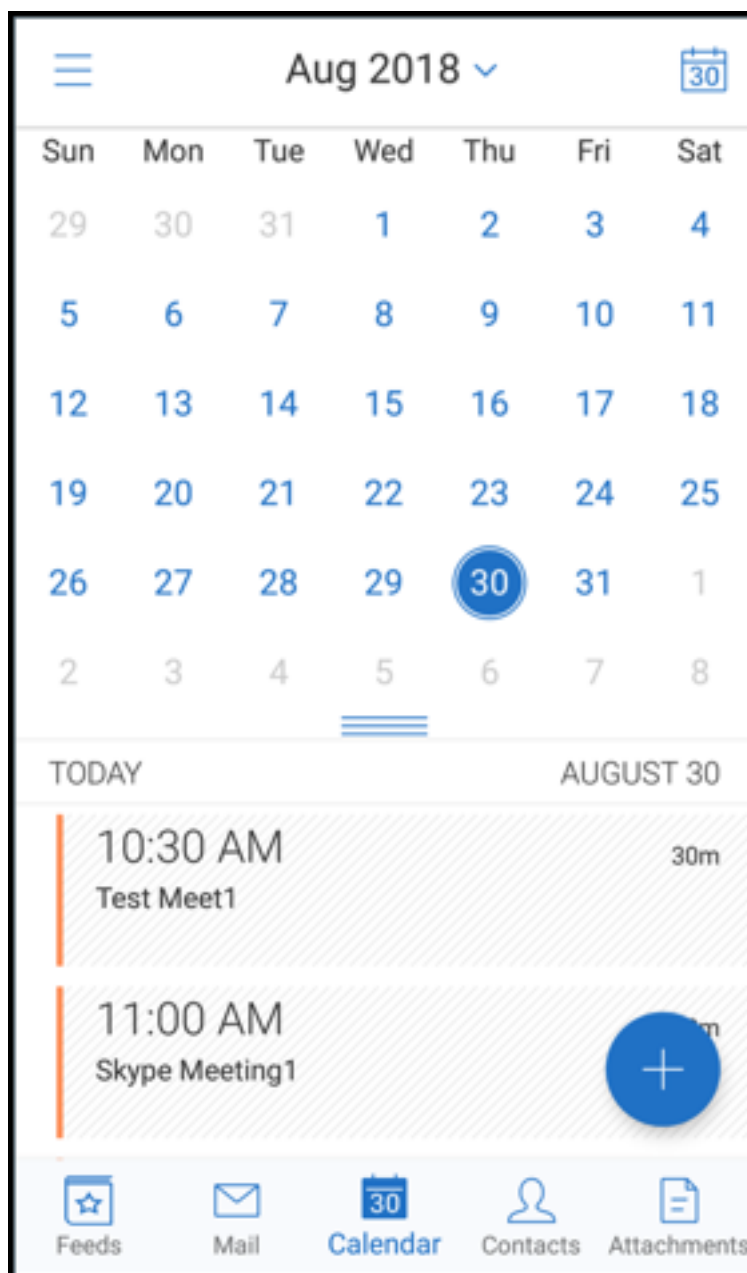 Aug 2018 30
Sun Mon Tue Wed Thu Fri Sat
29 30 31 1 2 3 4
5 6 7 8 9 10 11
12 13 14 15 16 17 18
19 20 21 22 23 24 25
26 27 28 29 30 31 1
2 3 4 5 6 7 8
TODAY AUGUST 30
10:30 AM 30m
Test Meet1
11:00 AM
Skype Meeting1
30
Feeds Mail Calendar Contacts Attachments